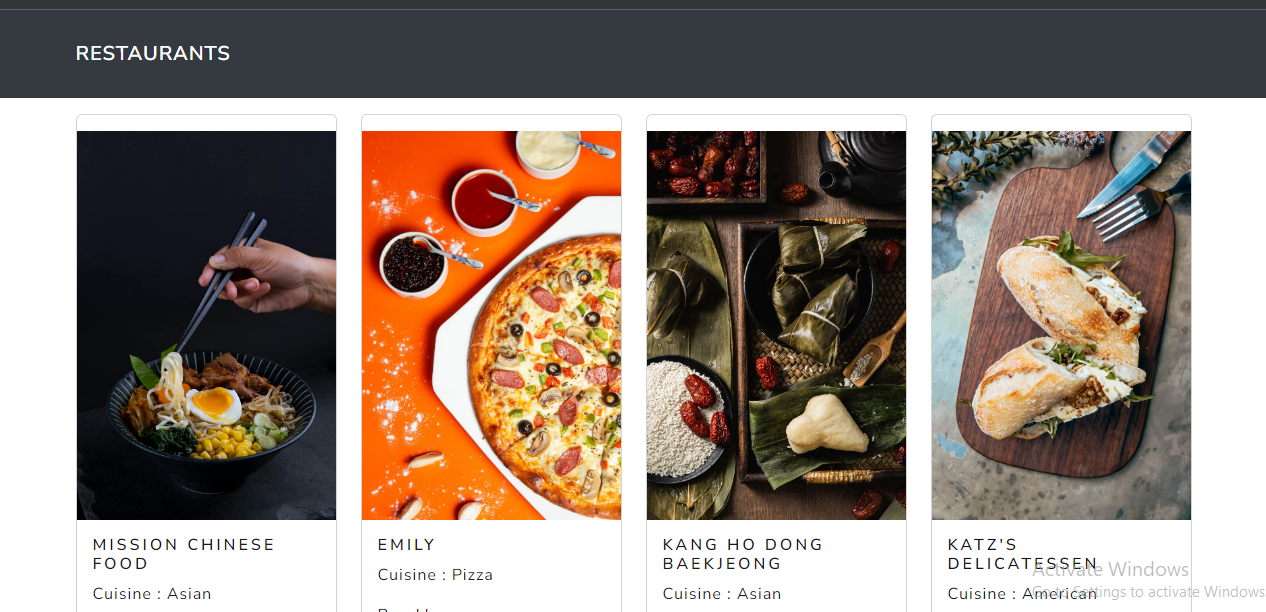 RESTAURANTS
MISSION CHINESE
FOOD
Cuisine : Asian
EMILY
Cuisine : Pizza
KANG HO DONG
BAEKJEONG
Cuisine : Asian
KATZ'S
DELICATESSEN
Cuisine : American
Activate Windows
Go to Settings to activate Windows.